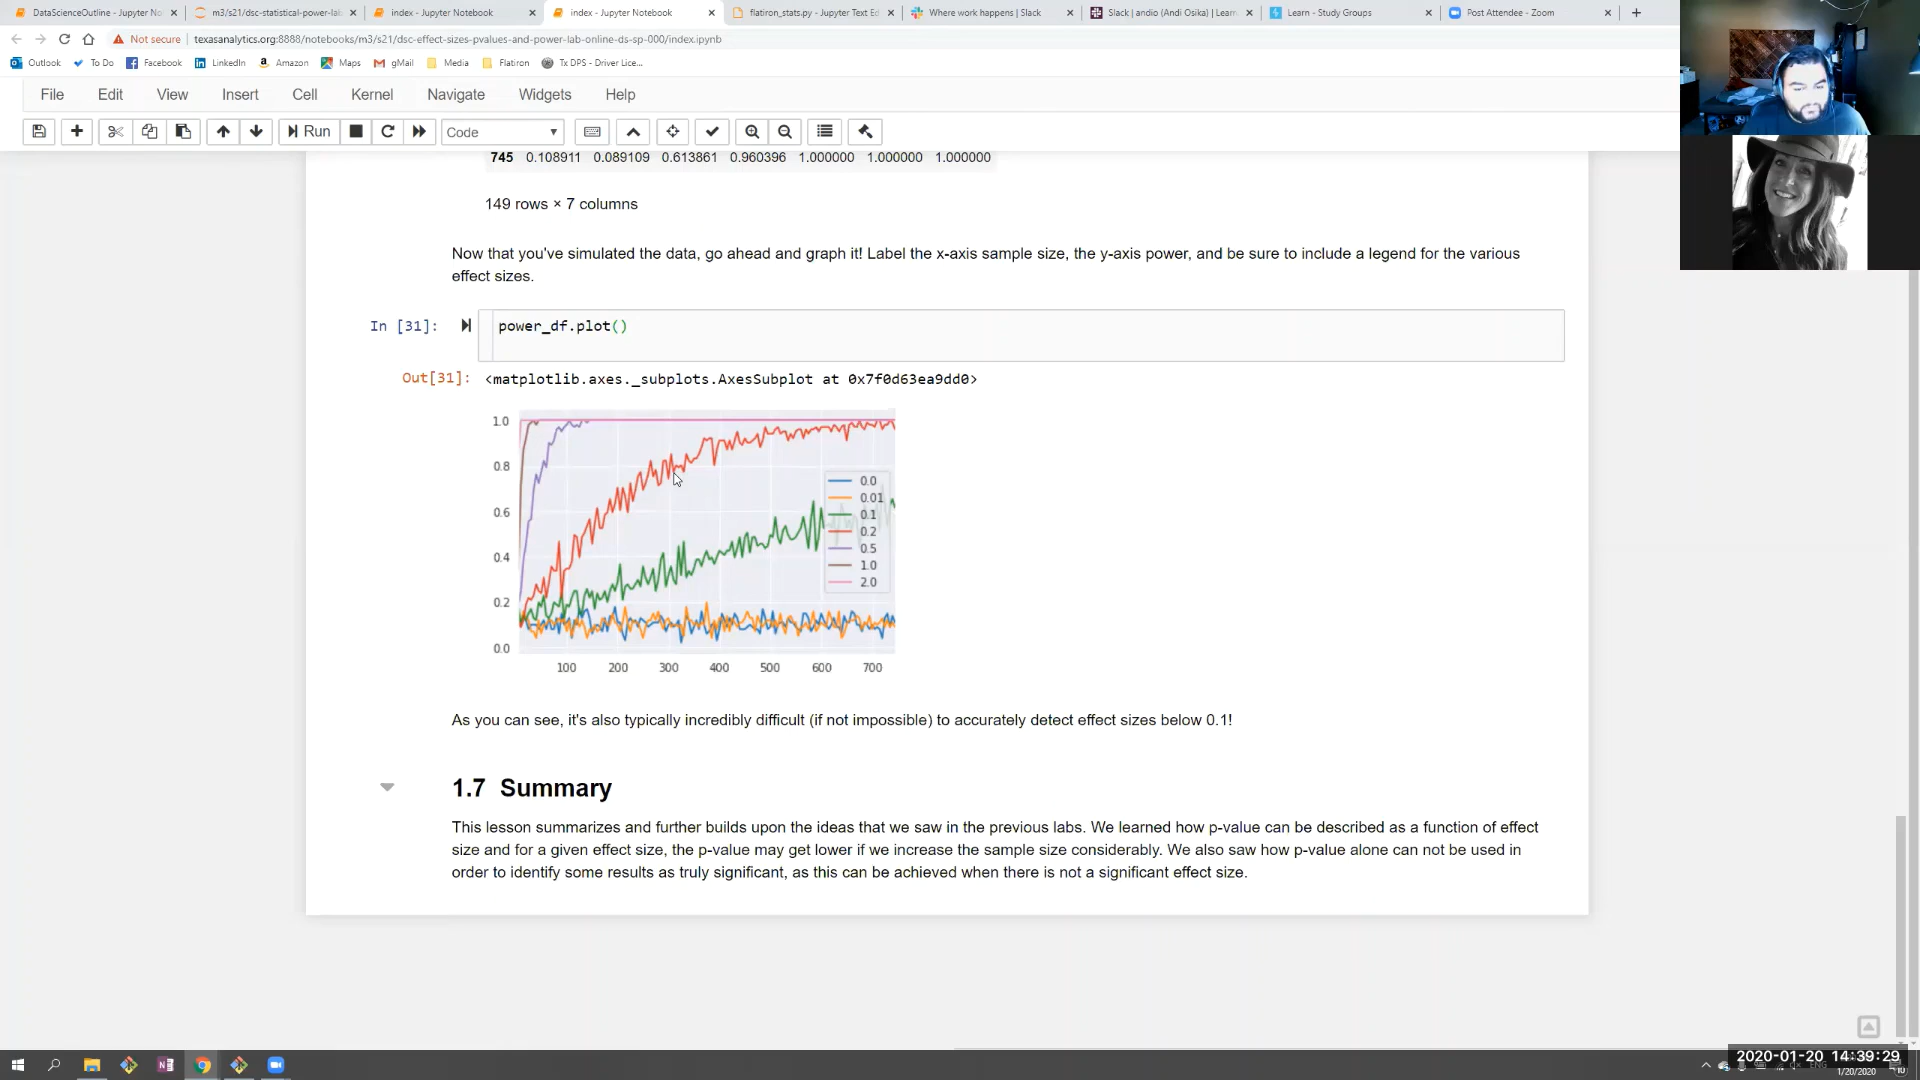 DataScienceOutline - Jupyter No
m3/s21/dsc-statistical-power-lab
index - Jupyter Notebook
index - Jupyter Notebook
flatiron_stats.py - Jupyter Text Ed
Where work happens | Slack
Slack | andio (Andi Osika) | Learn
Learn - Study Groups
Post Attendee - Zoom
Not secure
texasanalytics.org:8888/notebooks/m3/s21/dsc-effect-sizes-pvalues-and-power-lab-online-ds-sp-000/index.ipynb
Outlook
To Do
Facebook
LinkedIn
Amazon
Maps
gMail
Media
Flatiron
Tx DPS - Driver Lice...
File
Edit
View
Insert
Cell
Kernel
Navigate
Widgets
Help
Run
Code
745 0.108911 0.089109 0.613861 0.960396 1.000000 1.000000 1.000000
149 rows × 7 columns
Now that you've simulated the data, go ahead and graph it! Label the x-axis sample size, the y-axis power, and be sure to include a legend for the various
effect sizes.
In [31]:
power_df.plot()
Out[31]:
<matplotlib.axes._subplots.AxesSubplot at 0x7f0d63ea9dd0>
1.0
0.8
0.6
0.4
0.2
0.0
0.0
0.01
0.1
0.2
0.5
1.0
2.0
100 200 300 400 500 600 700
As you can see, it's also typically incredibly difficult (if not impossible) to accurately detect effect sizes below 0.1!
1.7 Summary
This lesson summarizes and further builds upon the ideas that we saw in the previous labs. We learned how p-value can be described as a function of effect
size and for a given effect size, the p-value may get lower if we increase the sample size considerably. We also saw how p-value alone can not be used in
order to identify some results as truly significant, as this can be achieved when there is not a significant effect size.
2020-01-20 14:39:29
1/20/2020